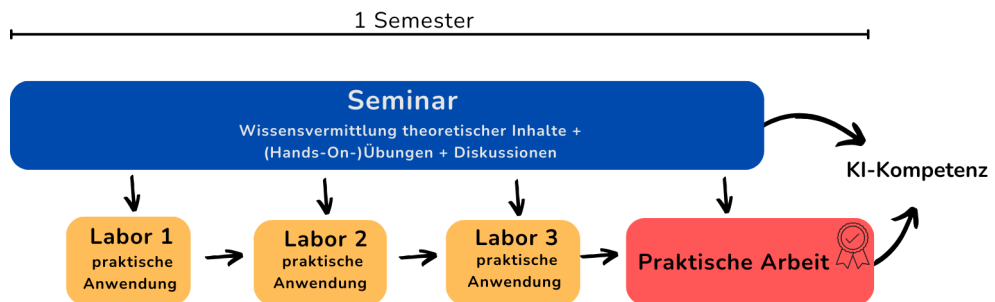 1 Semester
Seminar
Wissensvermittlung theoretischer Inhalte +
(Hands-On-)Übungen + Diskussionen
KI-Kompetenz
Labor 1
praktische
Anwendung
Labor 2
praktische
Anwendung
Labor 3
praktische
Anwendung
Praktische Arbeit